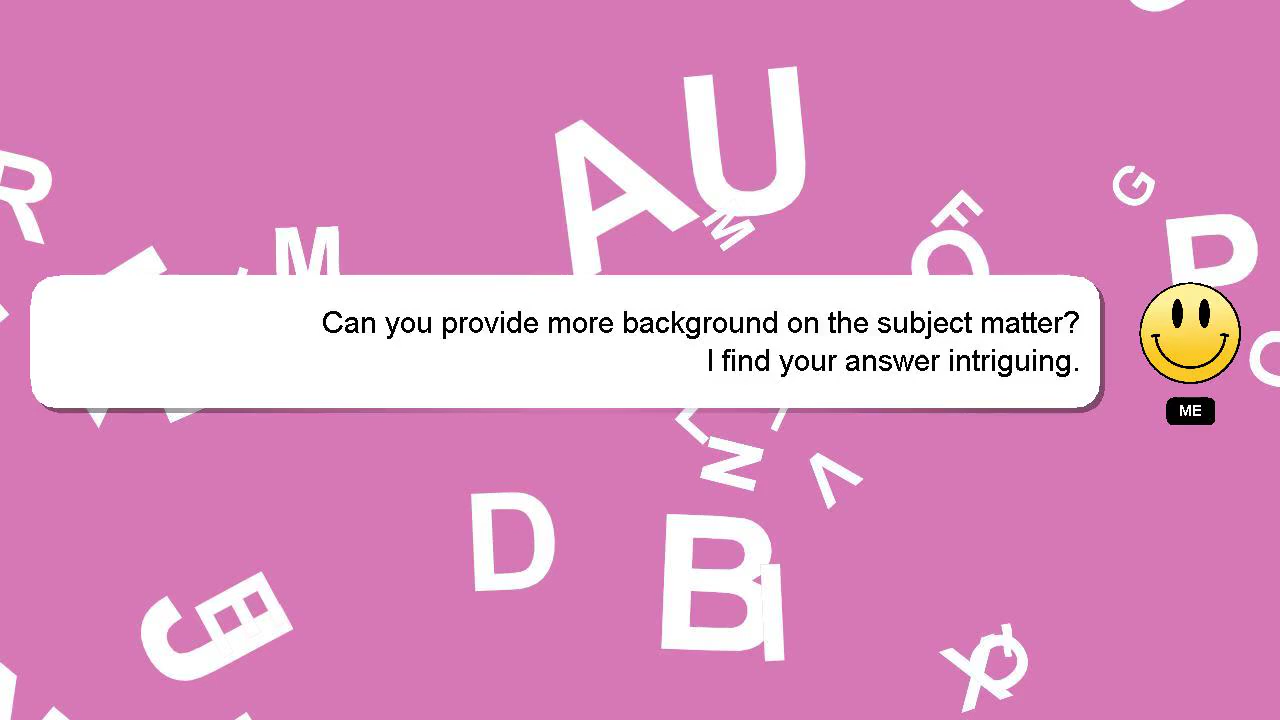 Can you provide more background on the subject matter?
I find your answer intriguing.
ME